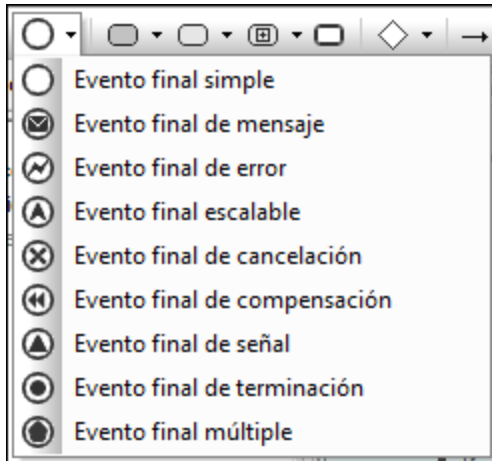 Evento final simple
Evento final de mensaje
Evento final de error
Evento final escalable
Evento final de cancelación
Evento final de compensación
Evento final de señal
Evento final de terminación
Evento final múltiple